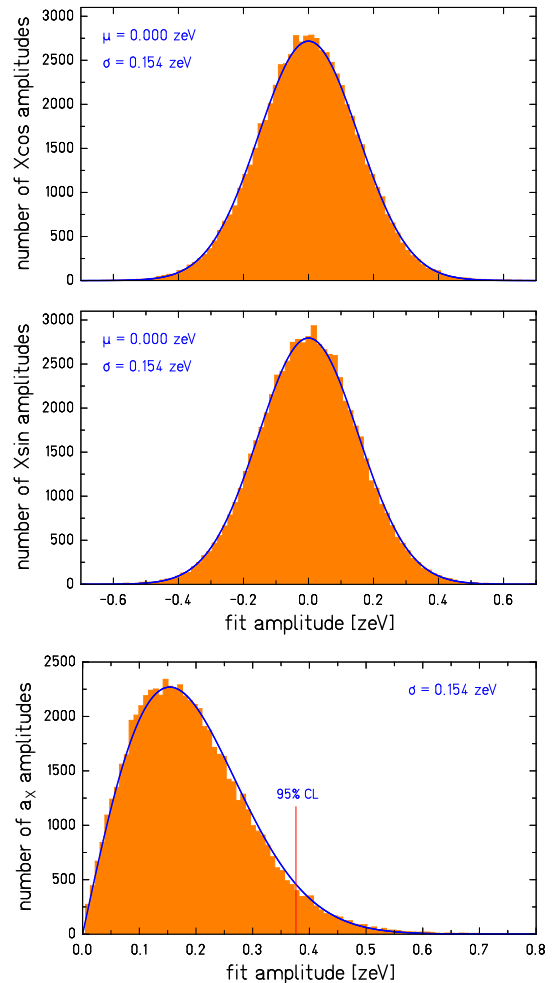 3000
2500
2000
1500
1000
500
0
number of Xcos amplitudes
μ = 0.000 zeV
σ = 0.154 zeV
3000
2500
2000
1500
1000
500
0
number of Xsin amplitudes
μ = 0.000 zeV
σ = 0.154 zeV
−0.6 −0.4 −0.2 0.0 0.2 0.4 0.6
fit amplitude [zeV]
2500
2000
1500
1000
500
0
number of aX amplitudes
σ = 0.154 zeV
95% CL
0.0 0.1 0.2 0.3 0.4 0.5 0.6 0.7 0.8
fit amplitude [zeV]